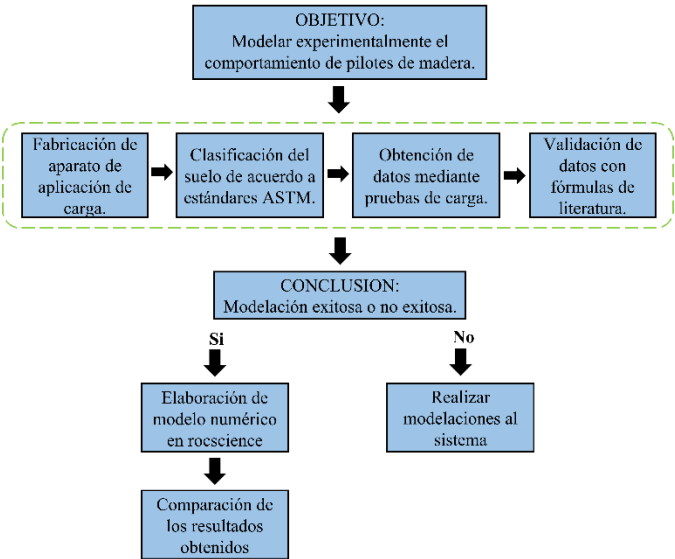 OBJETIVO:
Modelar experimentalmente el
comportamiento de pilotes de madera.
Fabricación de
aparato de
aplicación de
carga.
Clasificación del
suelo de acuerdo a
estándares ASTM.
Obtención de
datos mediante
pruebas de carga.
Validación de
datos con
fórmulas de
literatura.
CONCLUSION:
Modelación exitosa o no exitosa.
Si
No
Elaboración de
modelo numérico
en rocscience
Realizar
modelaciones al
sistema
Comparación de
los resultados
obtenidos